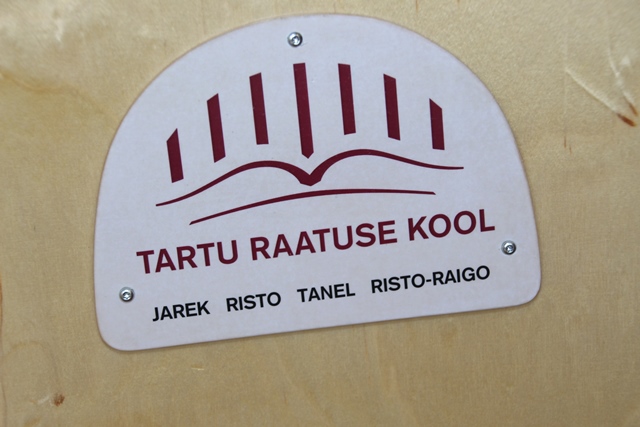 TARTU RAATUSE KOOL
JAREK RISTO TANEL RISTO-RAIGO